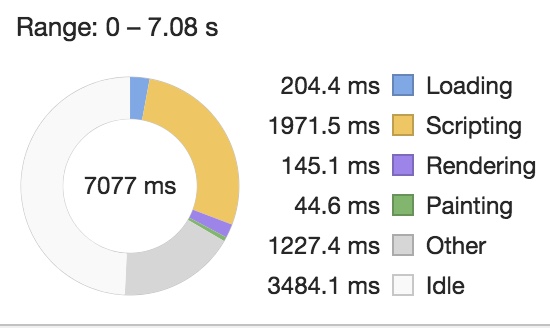 Range: 0 – 7.08 s
7077 ms
204.4 ms Loading
1971.5 ms Scripting
145.1 ms Rendering
44.6 ms Painting
1227.4 ms Other
3484.1 ms Idle